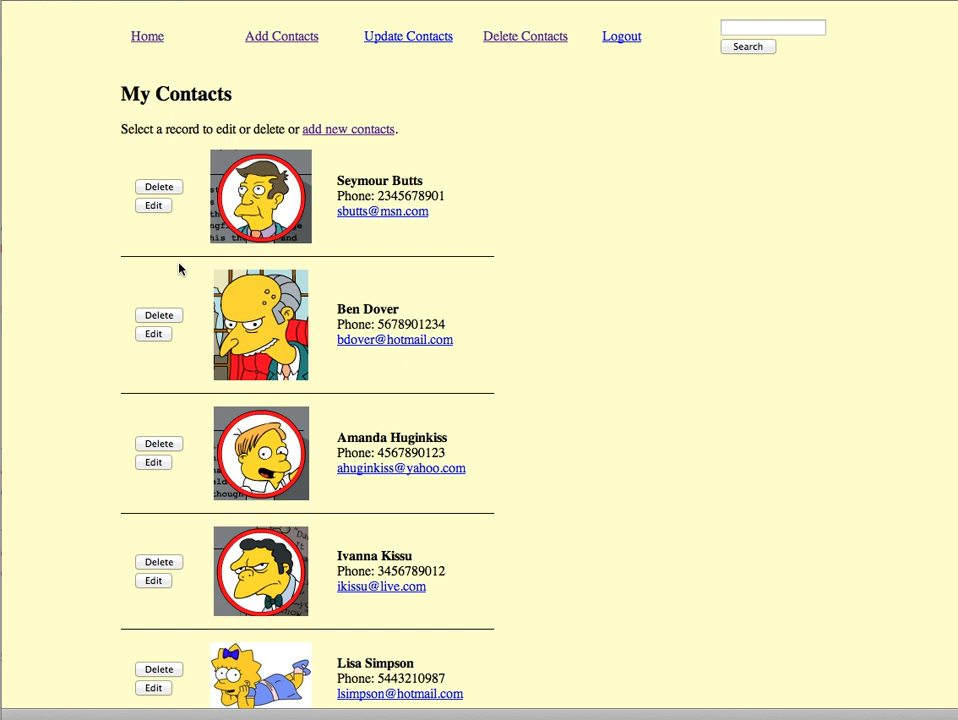 Home Add Contacts Update Contacts Delete Contacts Logout
Search
My Contacts
Select a record to edit or delete or add new contacts.
Delete
Edit
Seymour Butts
Phone: 2345678901
sbutts@msn.com
Delete
Edit
Ben Dover
Phone: 5678901234
bdover@hotmail.com
Delete
Edit
Amanda Huginkiss
Phone: 4567890123
ahuginkiss@yahoo.com
Delete
Edit
Ivanna Kissu
Phone: 3456789012
ikissu@live.com
Delete
Edit
Lisa Simpson
Phone: 5443210987
lsimpson@hotmail.com